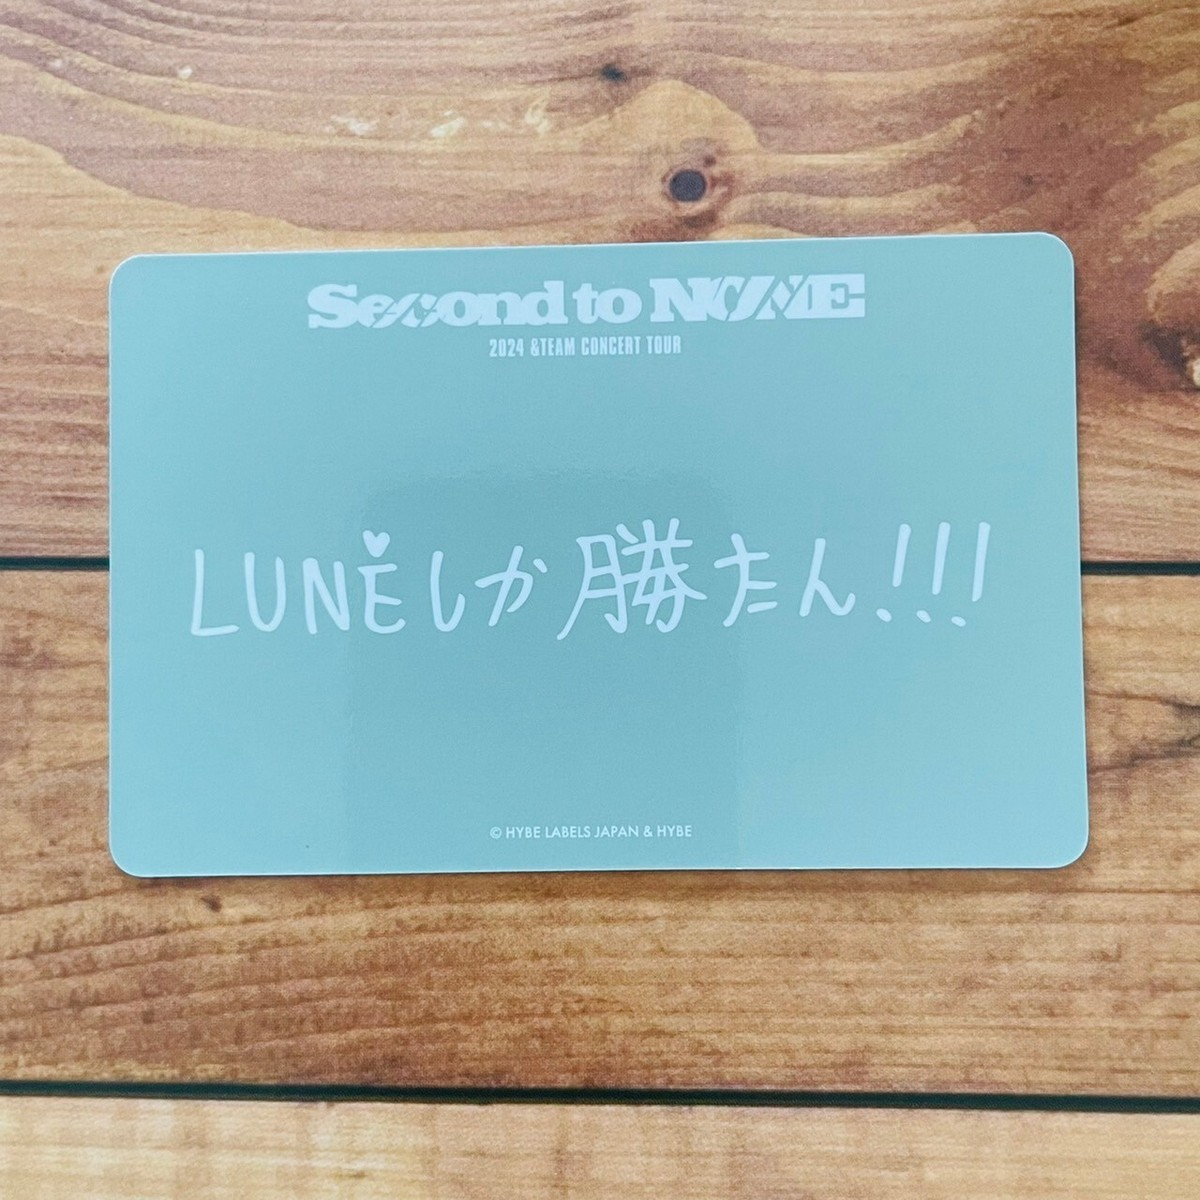 Second to NONE
2024 &TEAM CONCERT TOUR
LUNÉしか勝たん!!!
© HYBE LABELS JAPAN & HYBE